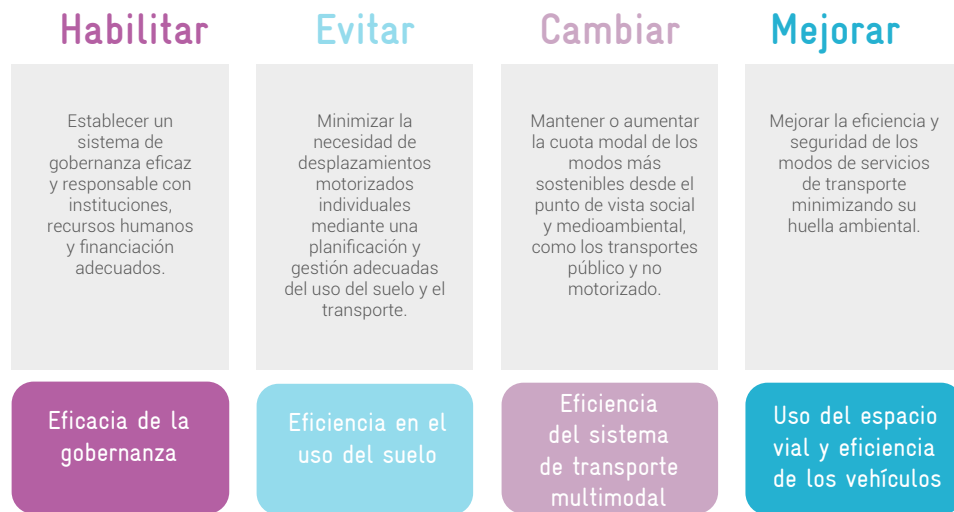 Habilitar
Establecer un
sistema de
gobernanza eficaz
y responsable con
instituciones,
recursos humanos
y financiación
adecuados.
Eficacia de la
gobernanza
Evitar
Minimizar la
necesidad de
desplazamientos
motorizados
individuales
mediante una
planificación y
gestión adecuadas
del uso del suelo y el
transporte.
Eficiencia en el
uso del suelo
Cambiar
Mantener o aumentar
la cuota modal de los
modos más
sostenibles desde el
punto de vista social
y medioambiental,
como los transportes
público y no
motorizado.
Eficiencia
del sistema
de transporte
multimodal
Mejorar
Mejorar la eficiencia y
seguridad de los
modos de servicios
de transporte
minimizando su
huella ambiental.
Uso del espacio
vial y eficiencia
de los vehículos